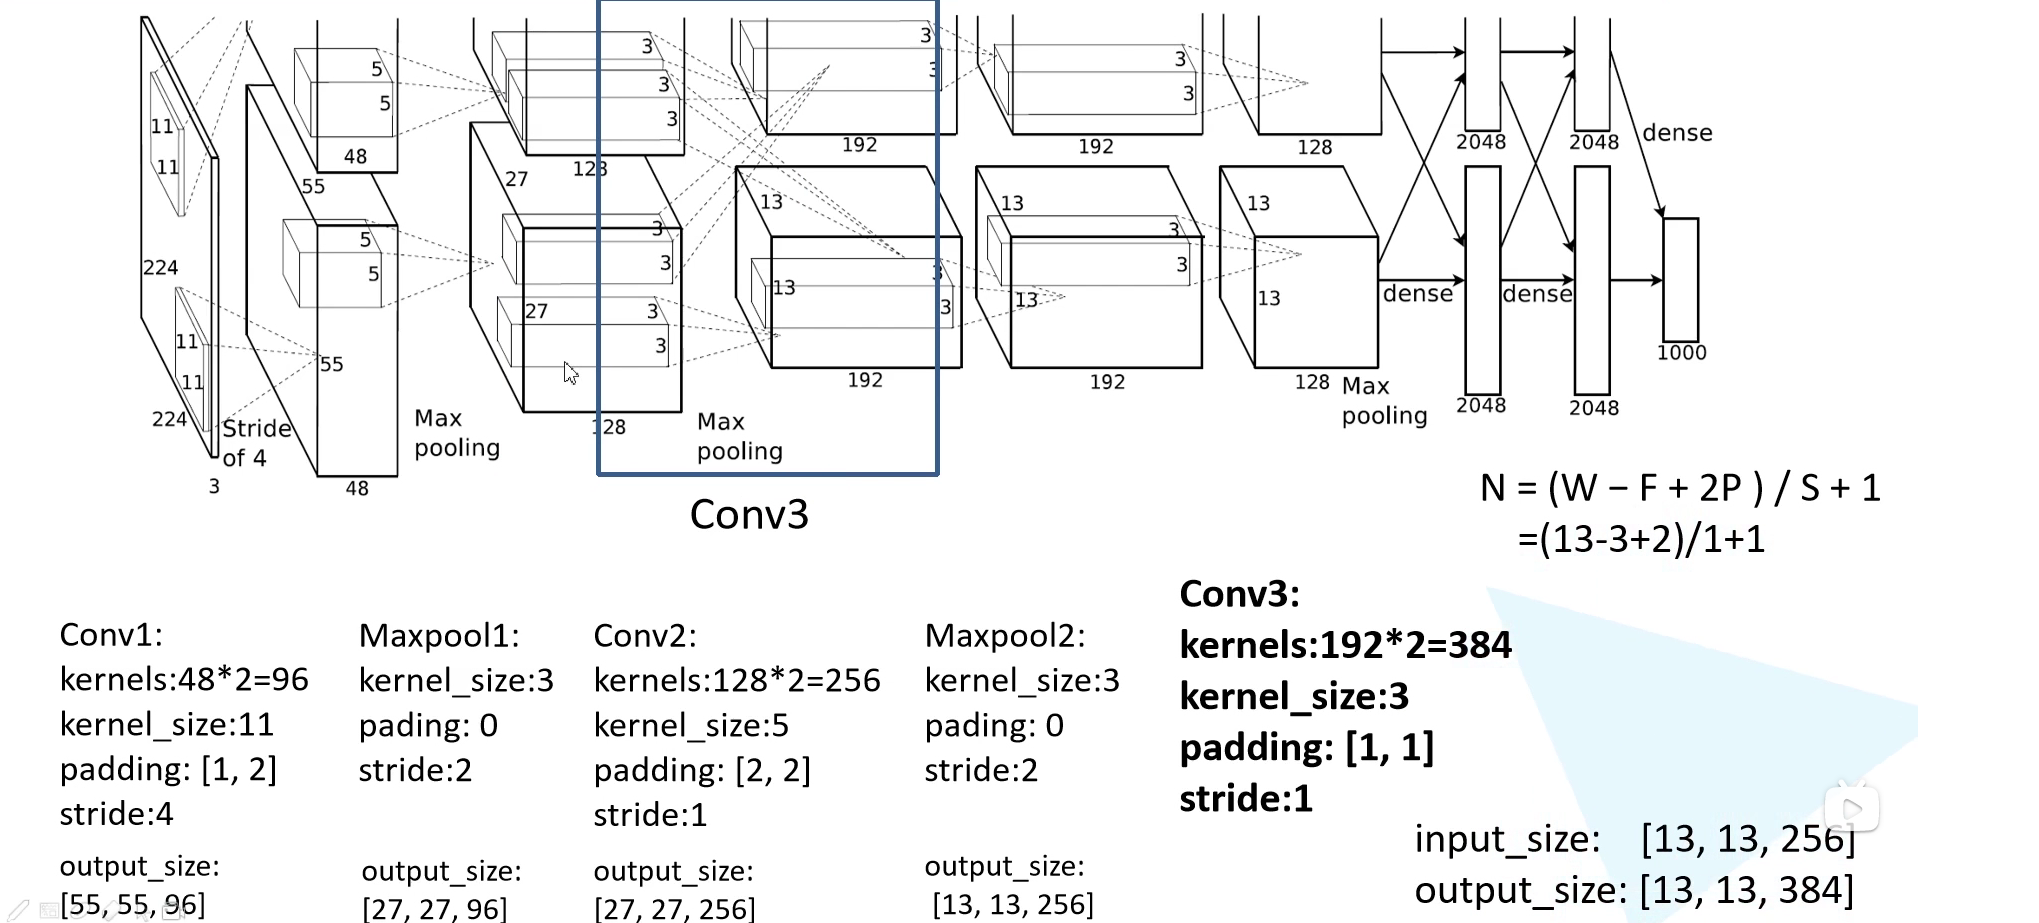 3
3
5
5
3
3
3
3
3
3
11
11
5
5
48
55
128
27
192
192
128
2048
2048
dense
224
5
5
3
3
27
3
3
13
13
3
3
192
13
13
3
3
192
13
13
128
dense
dense
1000
11
11
224
3
Stride
of 4
55
48
Max
pooling
128
Max
pooling
Max
pooling
2048
2048
Conv3
N = (W − F + 2P ) / S + 1
=(13-3+2)/1+1
Conv1:
kernels:48*2=96
kernel_size:11
padding: [1, 2]
stride:4
output_size:
[55, 55, 96]
Maxpool1:
kernel_size:3
pading: 0
stride:2
output_size:
[27, 27, 96]
Conv2:
kernels:128*2=256
kernel_size:5
padding: [2, 2]
stride:1
output_size:
[27, 27, 256]
Maxpool2:
kernel_size:3
pading: 0
stride:2
output_size:
[13, 13, 256]
Conv3:
kernels:192*2=384
kernel_size:3
padding: [1, 1]
stride:1
input_size: [13, 13, 256]
output_size: [13, 13, 384]